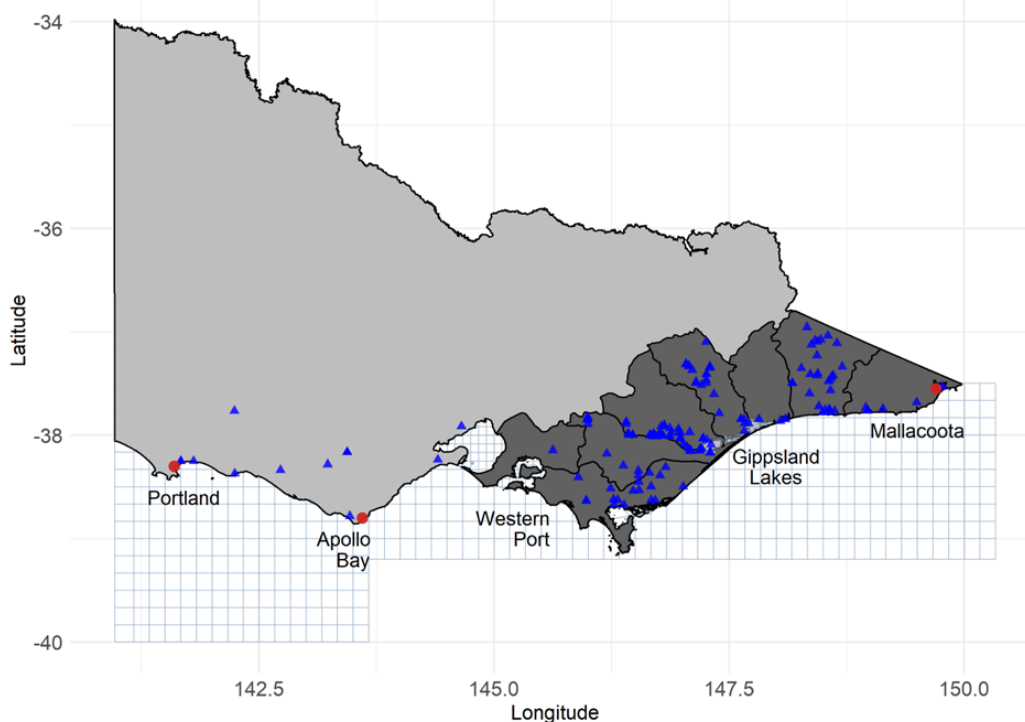 -34
-36
-38
-40
Latitude
Mallacoota
Gippsland
Lakes
Portland
Western
Port
Apollo
Bay
142.5
145.0
147.5
150.0
Longitude